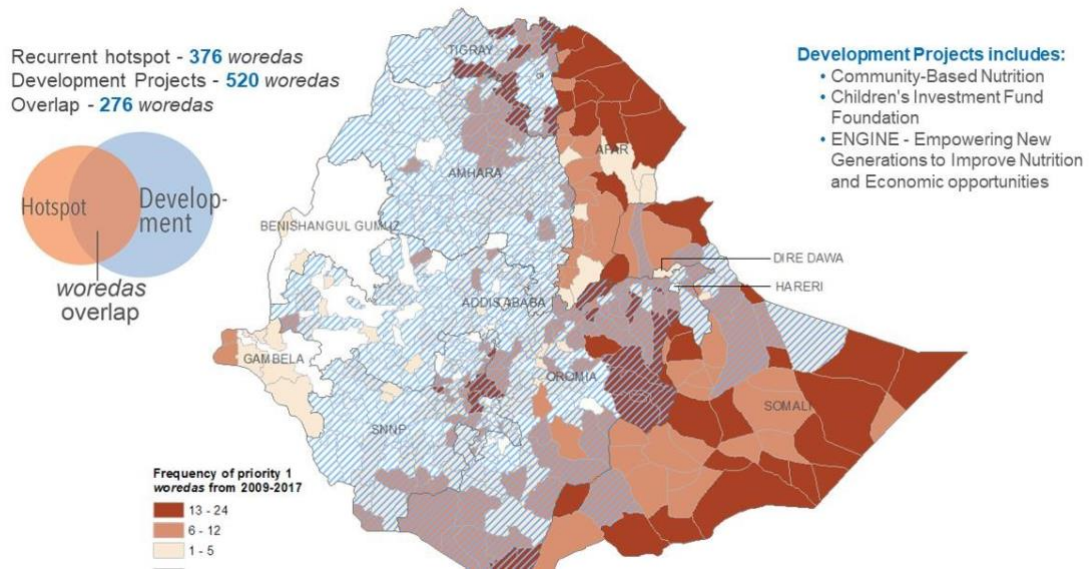 Recurrent hotspot - 376 woredas
Development Projects - 520 woredas
Overlap - 276 woredas
Hotspot
Develop-
ment
woredas
overlap
Development Projects includes:
• Community-Based Nutrition
• Children's Investment Fund
Foundation
• ENGINE - Empowering New
Generations to Improve Nutrition
and Economic opportunities
TIGRAY
AFAR
AMHARA
BENISHANGUL GUMUZ
DIRE DAWA
HARERI
ADDIS ABABA
GAMBELA
OROMIA
SOMALI
SNNP
Frequency of priority 1
woredas from 2009-2017
13 - 24
6 - 12
1 - 5